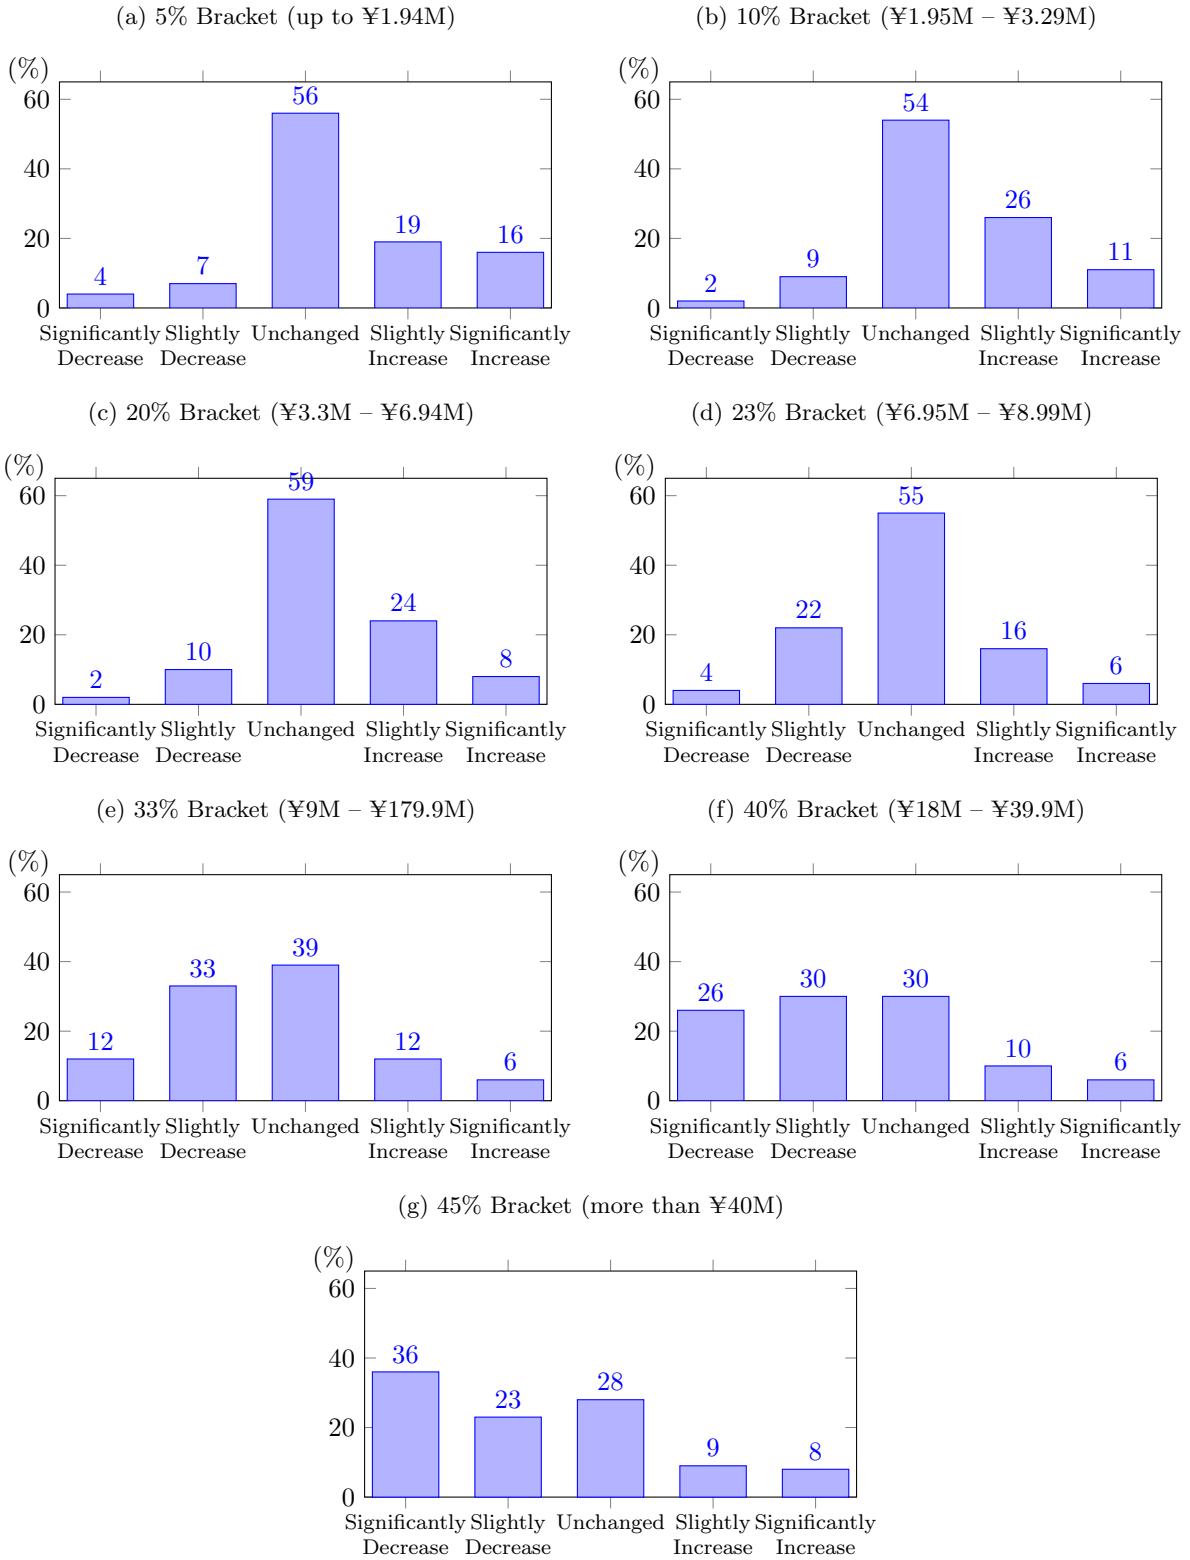 (a) 5% Bracket (up to ¥1.94M)
(%)
60
40
20
0
4
7
56
19
16
Significantly Decrease
Slightly Decrease
Unchanged
Slightly Increase
Significantly Increase
(b) 10% Bracket (¥1.95M – ¥3.29M)
(%)
60
40
20
0
2
9
54
26
11
Significantly Decrease
Slightly Decrease
Unchanged
Slightly Increase
Significantly Increase
(c) 20% Bracket (¥3.3M – ¥6.94M)
(%)
60
40
20
0
2
10
59
24
8
Significantly Decrease
Slightly Decrease
Unchanged
Slightly Increase
Significantly Increase
(d) 23% Bracket (¥6.95M – ¥8.99M)
(%)
60
40
20
0
4
22
55
16
6
Significantly Decrease
Slightly Decrease
Unchanged
Slightly Increase
Significantly Increase
(e) 33% Bracket (¥9M – ¥179.9M)
(%)
60
40
20
0
12
33
39
12
6
Significantly Decrease
Slightly Decrease
Unchanged
Slightly Increase
Significantly Increase
(f) 40% Bracket (¥18M – ¥39.9M)
(%)
60
40
20
0
26
30
30
10
6
Significantly Decrease
Slightly Decrease
Unchanged
Slightly Increase
Significantly Increase
(g) 45% Bracket (more than ¥40M)
(%)
60
40
20
0
36
23
28
9
8
Significantly Decrease
Slightly Decrease
Unchanged
Slightly Increase
Significantly Increase